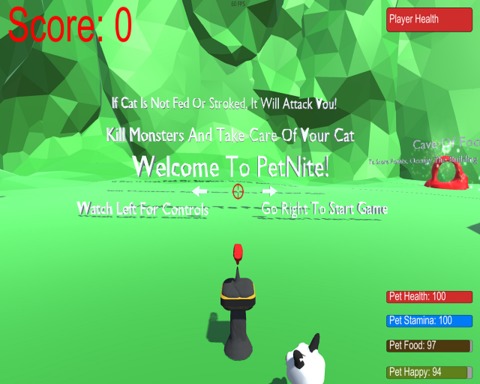 Score: 0
Player Health
If Cat Is Not Fed Or Stroked, It Will Attack You!
Kill Monsters And Take Care Of Your Cat
Welcome To PetNite!
Watch Left For Controls
Go Right To Start Game
Pet Health: 100
Pet Stamina: 100
Pet Food: 97
Pet Happy: 94